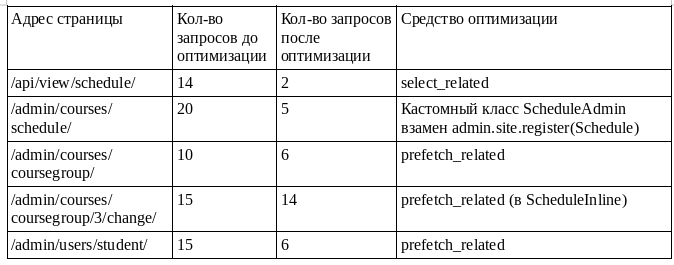 Адрес страницы
Кол-во
запросов до
оптимизации
Кол-во запросов
после
оптимизации
Средство оптимизации
/api/view/schedule/
14
2
select_related
/admin/courses/
schedule/
20
5
Кастомный класс ScheduleAdmin
взамен admin.site.register(Schedule)
/admin/courses/
coursegroup/
10
6
prefetch_related
/admin/courses/
coursegroup/3/change/
15
14
prefetch_related (в ScheduleInline)
/admin/users/student/
15
6
prefetch_related